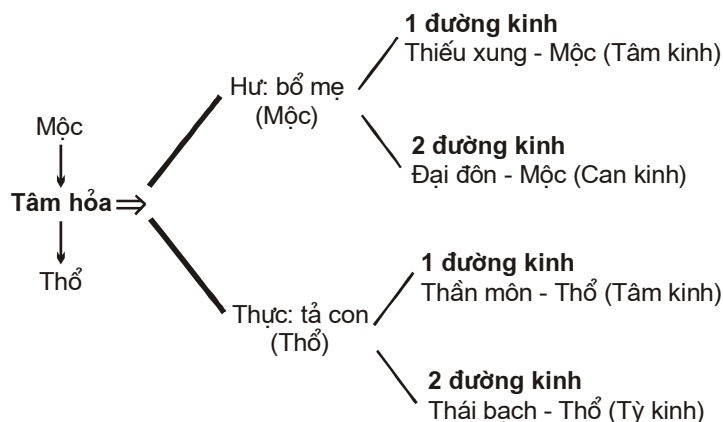 Mộc
Tâm hỏa
Thổ
Hư: bổ mẹ
(Mộc)
1 đường kinh
Thiếu xung - Mộc (Tâm kinh)
2 đường kinh
Đại đôn - Mộc (Can kinh)
Thực: tả con
(Thổ)
1 đường kinh
Thần môn - Thổ (Tâm kinh)
2 đường kinh
Thái bạch - Thổ (Tỳ kinh)